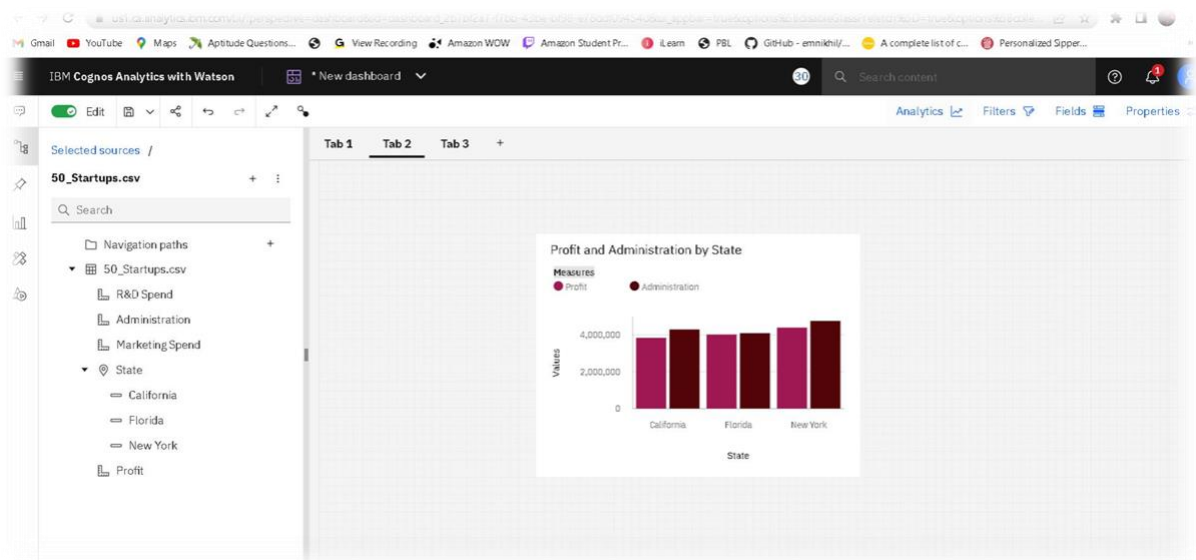 Gmail YouTube Maps Aptitude Questions... View Recording Amazon WOW Amazon Student Pr... iLearn PBL GitHub - emnikhil/... A complete list of c... Personalized Sipper...
IBM Cognos Analytics with Watson * New dashboard 30 Search content 1
Edit Analytics Filters Fields Properties
Selected sources / Tab 1 Tab 2 Tab 3 +
50_Startups.csv
Search
Navigation paths
50_Startups.csv
R&D Spend
Administration
Marketing Spend
State
California
Florida
New York
Profit
Profit and Administration by State
Measures
Profit Administration
Values
4,000,000
2,000,000
0
California Florida New York
State